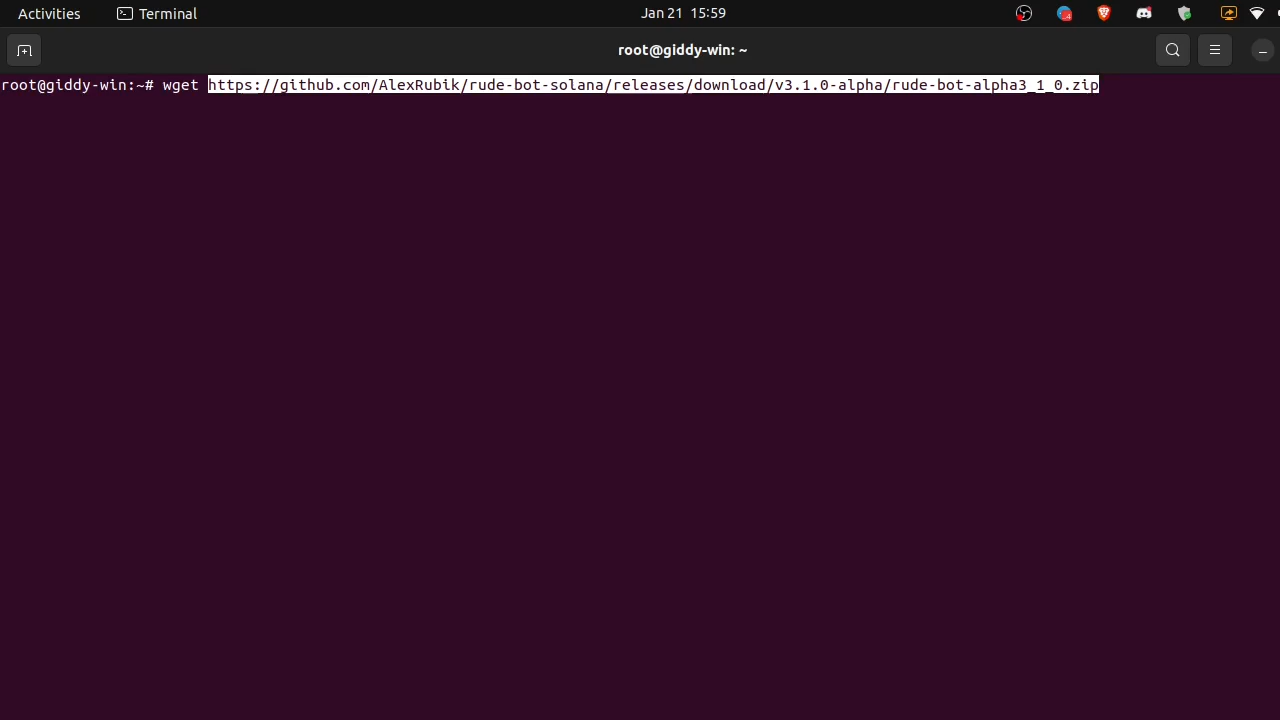 Activities Terminal Jan 21 15:59
root@giddy-win: ~
root@giddy-win:~# wget https://github.com/AlexRubik/rude-bot-solana/releases/download/v3.1.0-alpha/rude-bot-alpha3_1_0.zip